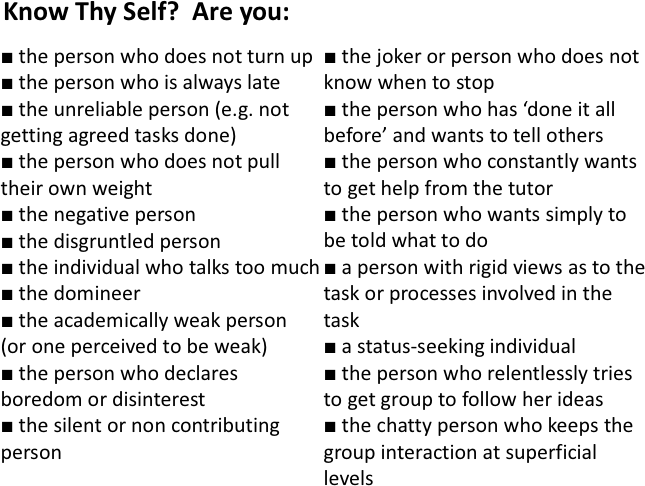 Know Thy Self?  Are you:
■ the person who does not turn up
■ the person who is always late
■ the unreliable person (e.g. not
getting agreed tasks done)
■ the person who does not pull
their own weight
■ the negative person
■ the disgruntled person
■ the individual who talks too much
■ the domineer
■ the academically weak person
(or one perceived to be weak)
■ the person who declares
boredom or disinterest
■ the silent or non contributing
person
■ the joker or person who does not
know when to stop
■ the person who has ‘done it all
before’ and wants to tell others
■ the person who constantly wants
to get help from the tutor
■ the person who wants simply to
be told what to do
■ a person with rigid views as to the
task or processes involved in the
task
■ a status-seeking individual
■ the person who relentlessly tries
to get group to follow her ideas
■ the chatty person who keeps the
group interaction at superficial
levels